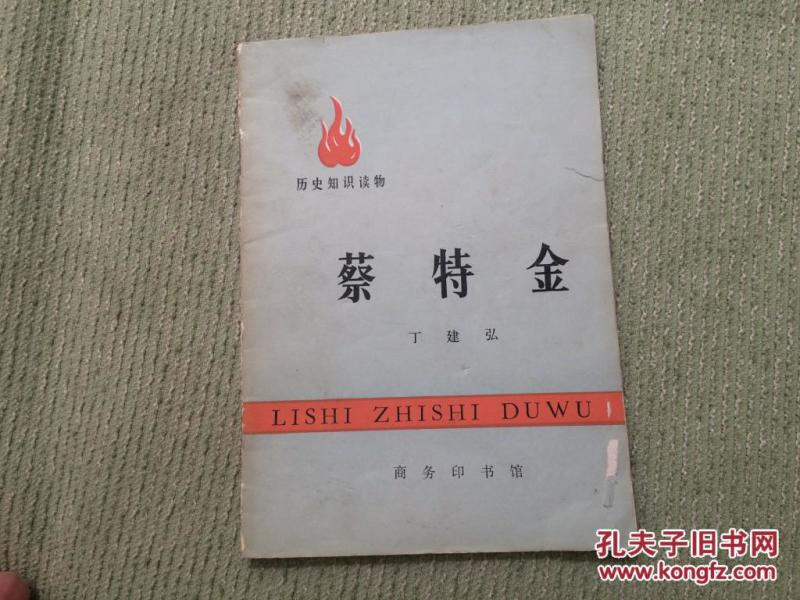 历史知识读物
蔡特金
丁建弘
LISHI ZHISHI DUWU
商务印书馆
孔夫子旧书网
www.kongfz.com